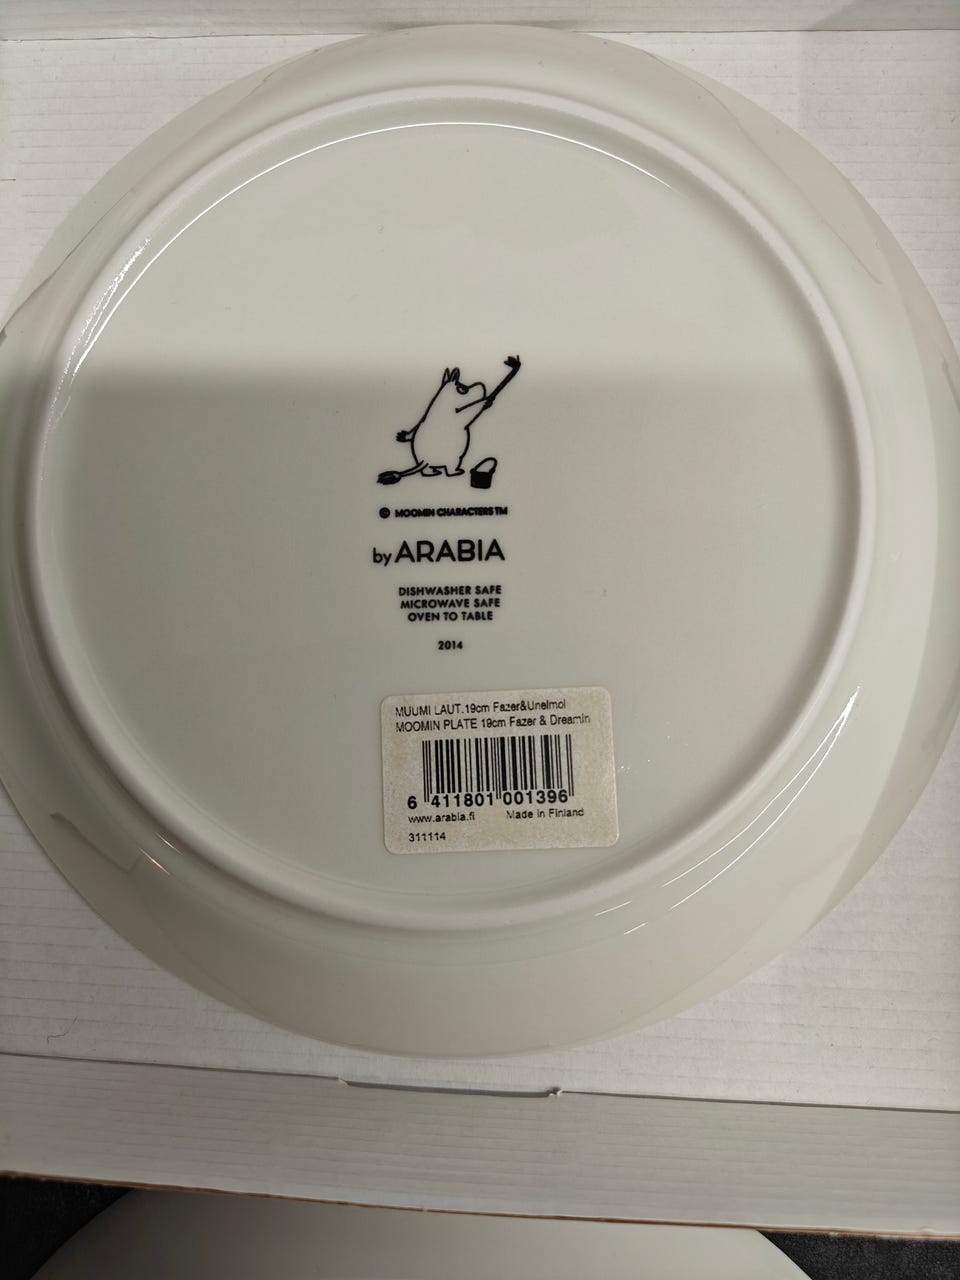 © MOOMIN CHARACTERS TM
by ARABIA
DISHWASHER SAFE
MICROWAVE SAFE
OVEN TO TABLE
2014
MUUMI LAUT.19cm Fazer&Unelmoi
MOOMIN PLATE 19cm Fazer & Dreamin
6 411801 001396
www.arabia.fi Made in Finland
311114